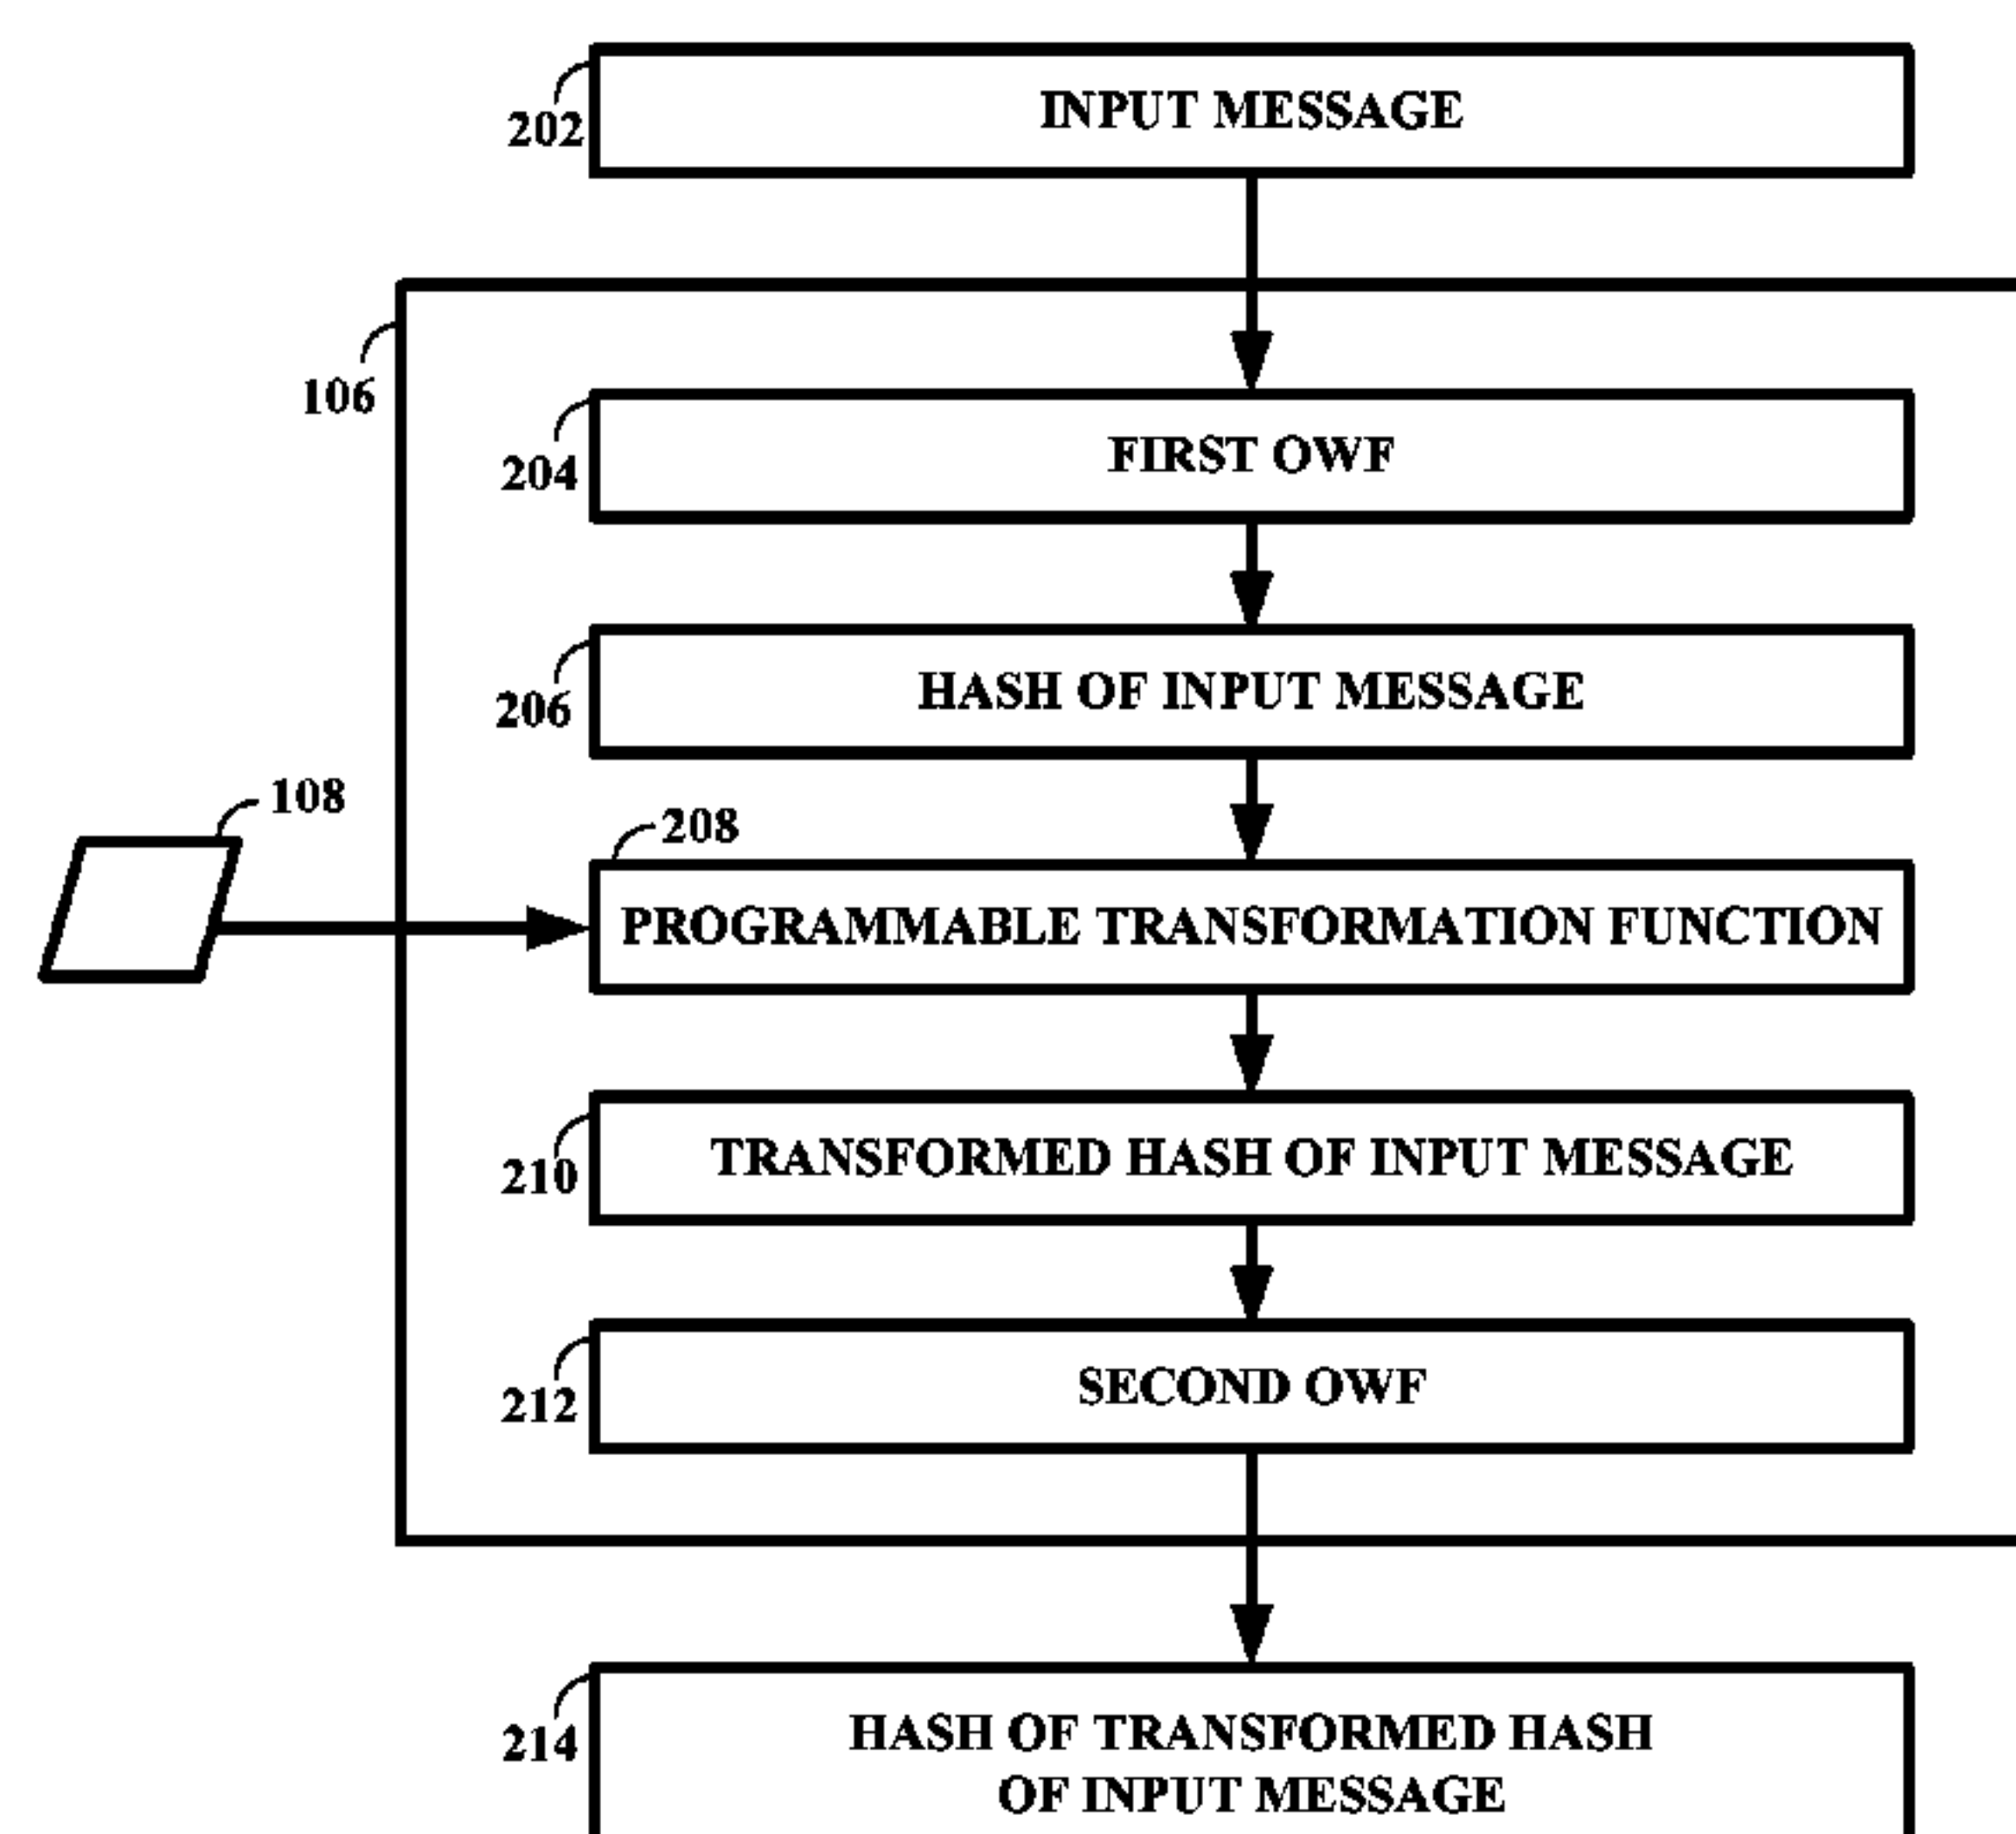 INPUT MESSAGE
202
106
FIRST OWF
204
HASH OF INPUT MESSAGE
206
108
208
PROGRAMMABLE TRANSFORMATION FUNCTION
TRANSFORMED HASH OF INPUT MESSAGE
210
SECOND OWF
212
HASH OF TRANSFORMED HASH
214
OF INPUT MESSAGE